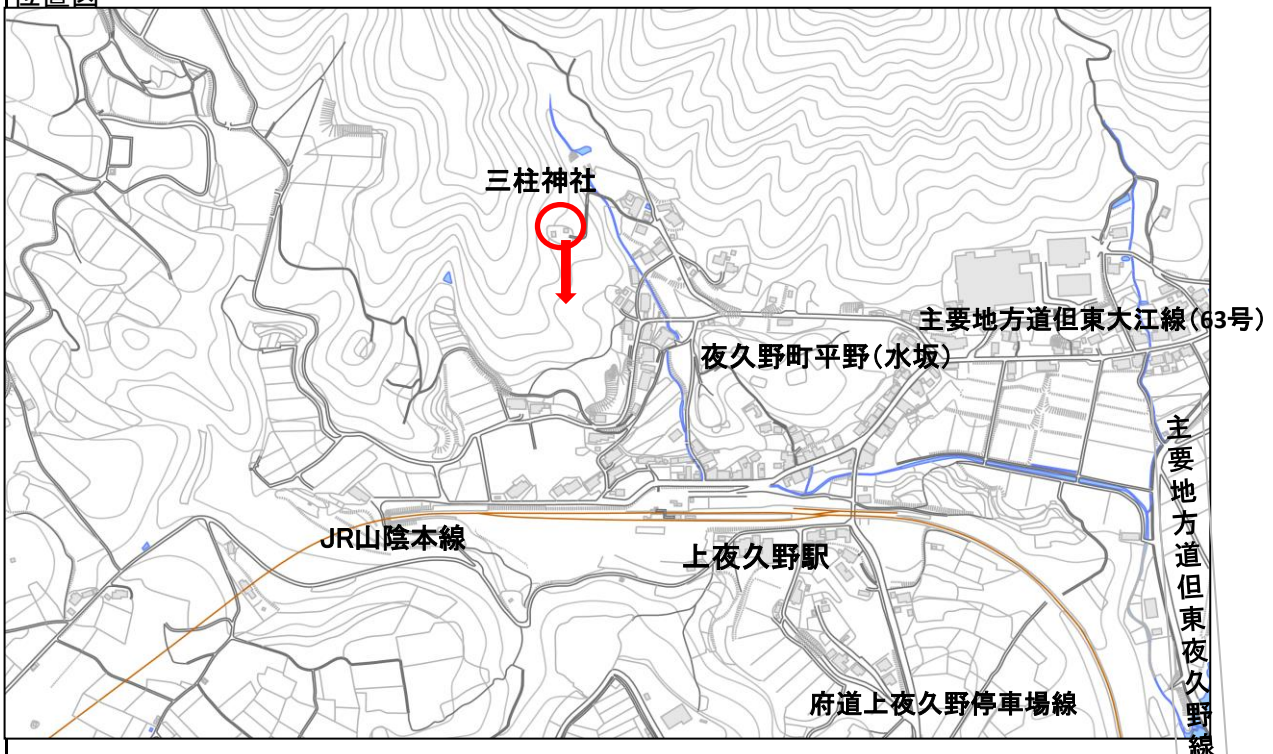 位置図
三柱神社
主要地方道但東大江線(63号)
夜久野町平野(水坂)
主要地方道但東夜久野線
JR山陰本線
上夜久野駅
府道上夜久野停車場線